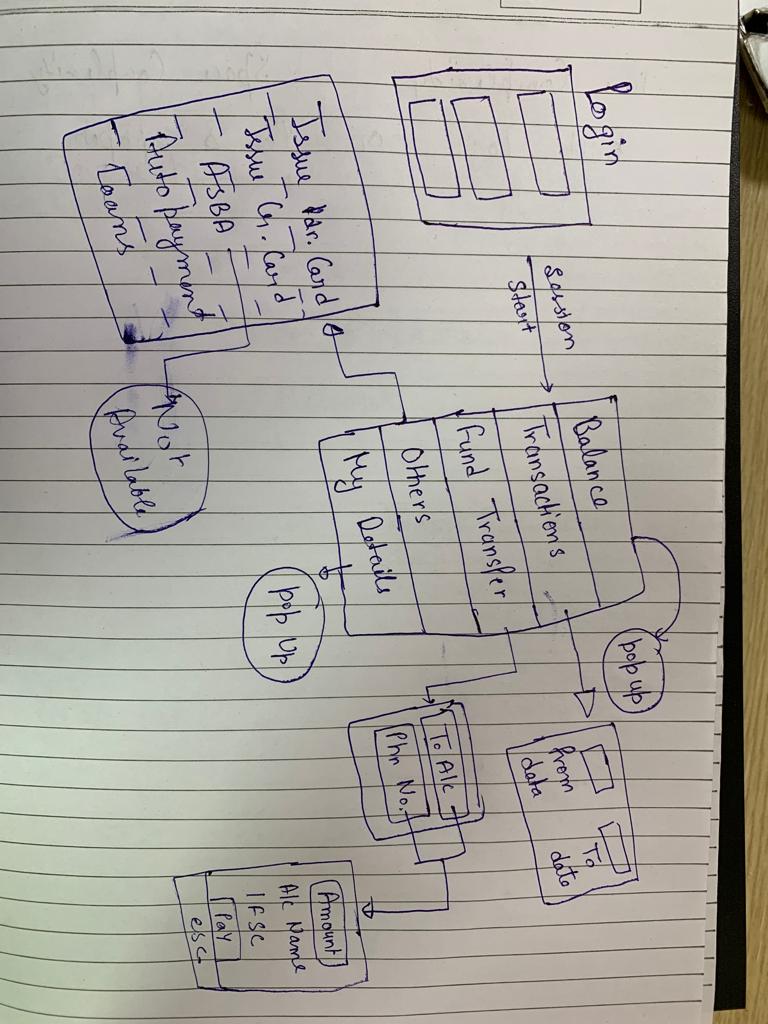 Login
Session
Start
Balance
Transactions
Fund Transfer
Others
My Details
pop up
from
data
To
date
To A/c
Phn No.
Amount
A/c Name
IFSC
Pay
esc
pop up
Issue Dr. Card
Issue Cr. Card
ASBA
Auto payment
Loans
Not
Available